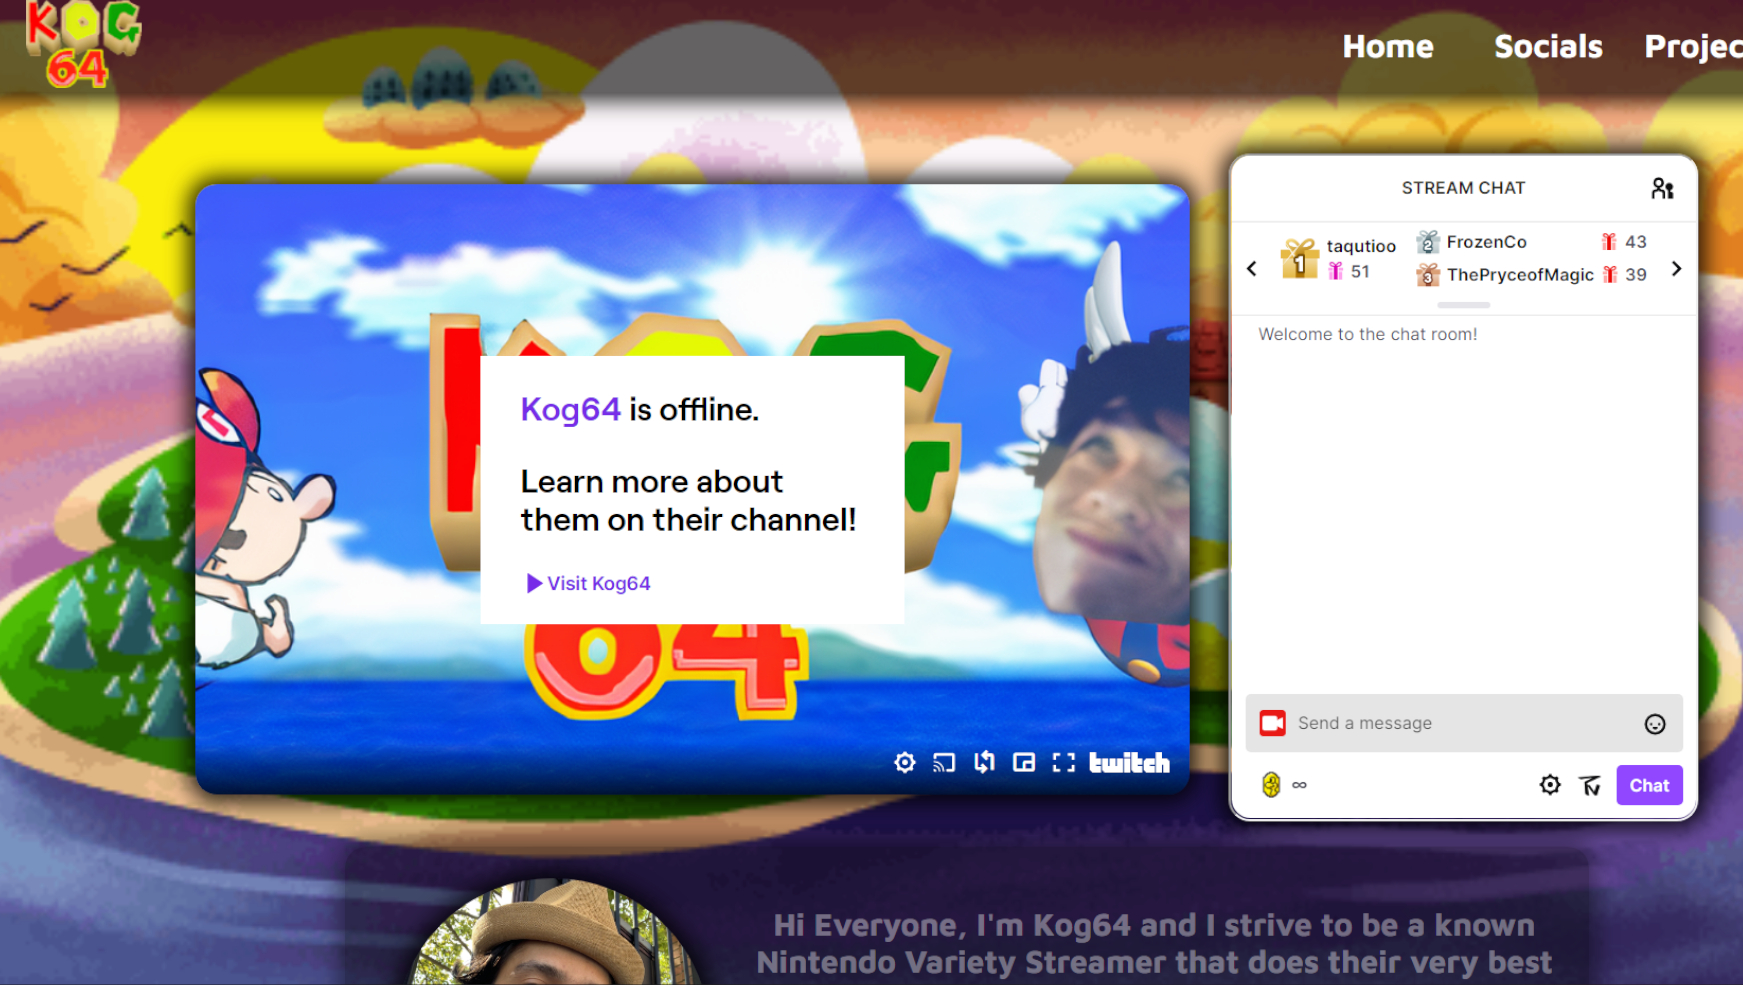 KOG
64
Home Socials Projec
STREAM CHAT
1 taqutioo 51
2 FrozenCo 43
3 ThePryceofMagic 39
Welcome to the chat room!
Kog64 is offline.
Learn more about
them on their channel!
Visit Kog64
64
twitch
Send a message
∞
Chat
Hi Everyone, I'm Kog64 and I strive to be a known
Nintendo Variety Streamer that does their very best